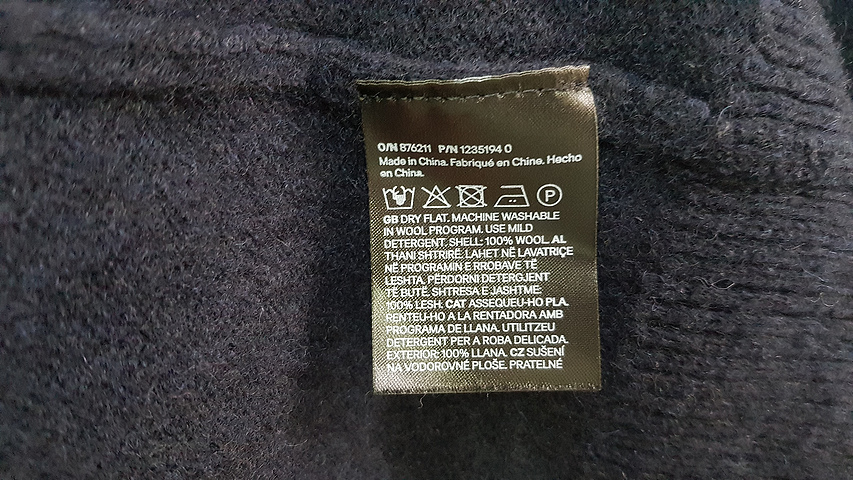 O/N 876211 P/N 1235194 0
Made in China. Fabriqué en Chine. Hecho
en China.
P
GB DRY FLAT. MACHINE WASHABLE
IN WOOL PROGRAM. USE MILD
DETERGENT. SHELL: 100% WOOL. AL
THANI SHTRIRË: LAHET NË LAVATRIÇE
NË PROGRAMIN E RROBAVE TË
LESHTA. PËRDORNI DETERGJENT
TË BUTË. SHTRESA E JASHTME:
100% LESH. CAT ASSEQUEU-HO PLA.
RENTEU-HO A LA RENTADORA AMB
PROGRAMA DE LLANA. UTILITZEU
DETERGENT PER A ROBA DELICADA.
EXTERIOR: 100% LLANA. CZ SUŠENÍ
NA VODOROVNÉ PLOŠE. PRATELNÉ